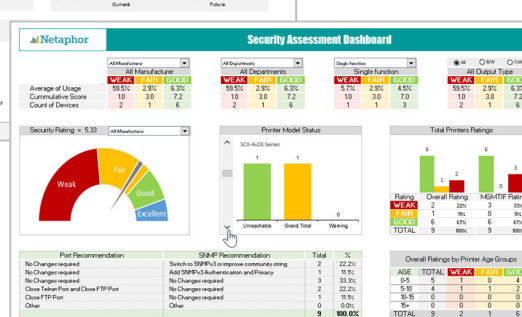 Current Future
Netaphor Security Assessment Dashboard
All Manufacturer All Departments Single function All B/W
All Manufacturer All Departments Single function All Output Type
WEAK FAIR GOOD WEAK FAIR GOOD WEAK FAIR GOOD WEAK FAIR GOOD
Average of Usage 59.5% 2.9% 6.3% 59.5% 2.9% 6.3% 5.7% 2.9% 4.5% 59.5% 2.9%
Cummulative Score 1.0 3.0 7.2 1.0 3.0 7.2 1.0 3.0 7.0 1.0 3.0 7.2
Count of Devices 2 1 6 2 1 6 1 1 3 2 1 6
Security Rating = 5.33 All Manufacturer Printer Model Status Total Printers Ratings
SCX-4x28 Series
1 1 0
Unreachable Grand Total Warning
Weak Fair Good Excellent
6 1 2 6 0 3
Rating Overall Rating
WEAK 2 22%
FAIR 1 11% 0 0%
GOOD 6 67% 6
TOTAL 9 100% 9
Port Recommendation SNMP Recommendation Total %
No Changes required Switch to SNMPv3 or improve community string 2 22.2%
No Changes required Add SNMPv3 Authentication and Privacy 1 11.1%
No Changes required No Changes required 3 33.3%
Close Telnet Port and Close FTP Port No Changes required 2 22.2%
Close FTP Port No Changes required 1 11.1%
Other Other 0 0.0%
9 100.0%
Overall Ratings by Printer Age Groups
AGE TOTAL WEAK FAIR GOOD
0-5 5 1 0 4
5-10 4 1 1 2
10-15 0 0 0 0
15+ 0 0 0 0
TOTAL 9 2 1 6